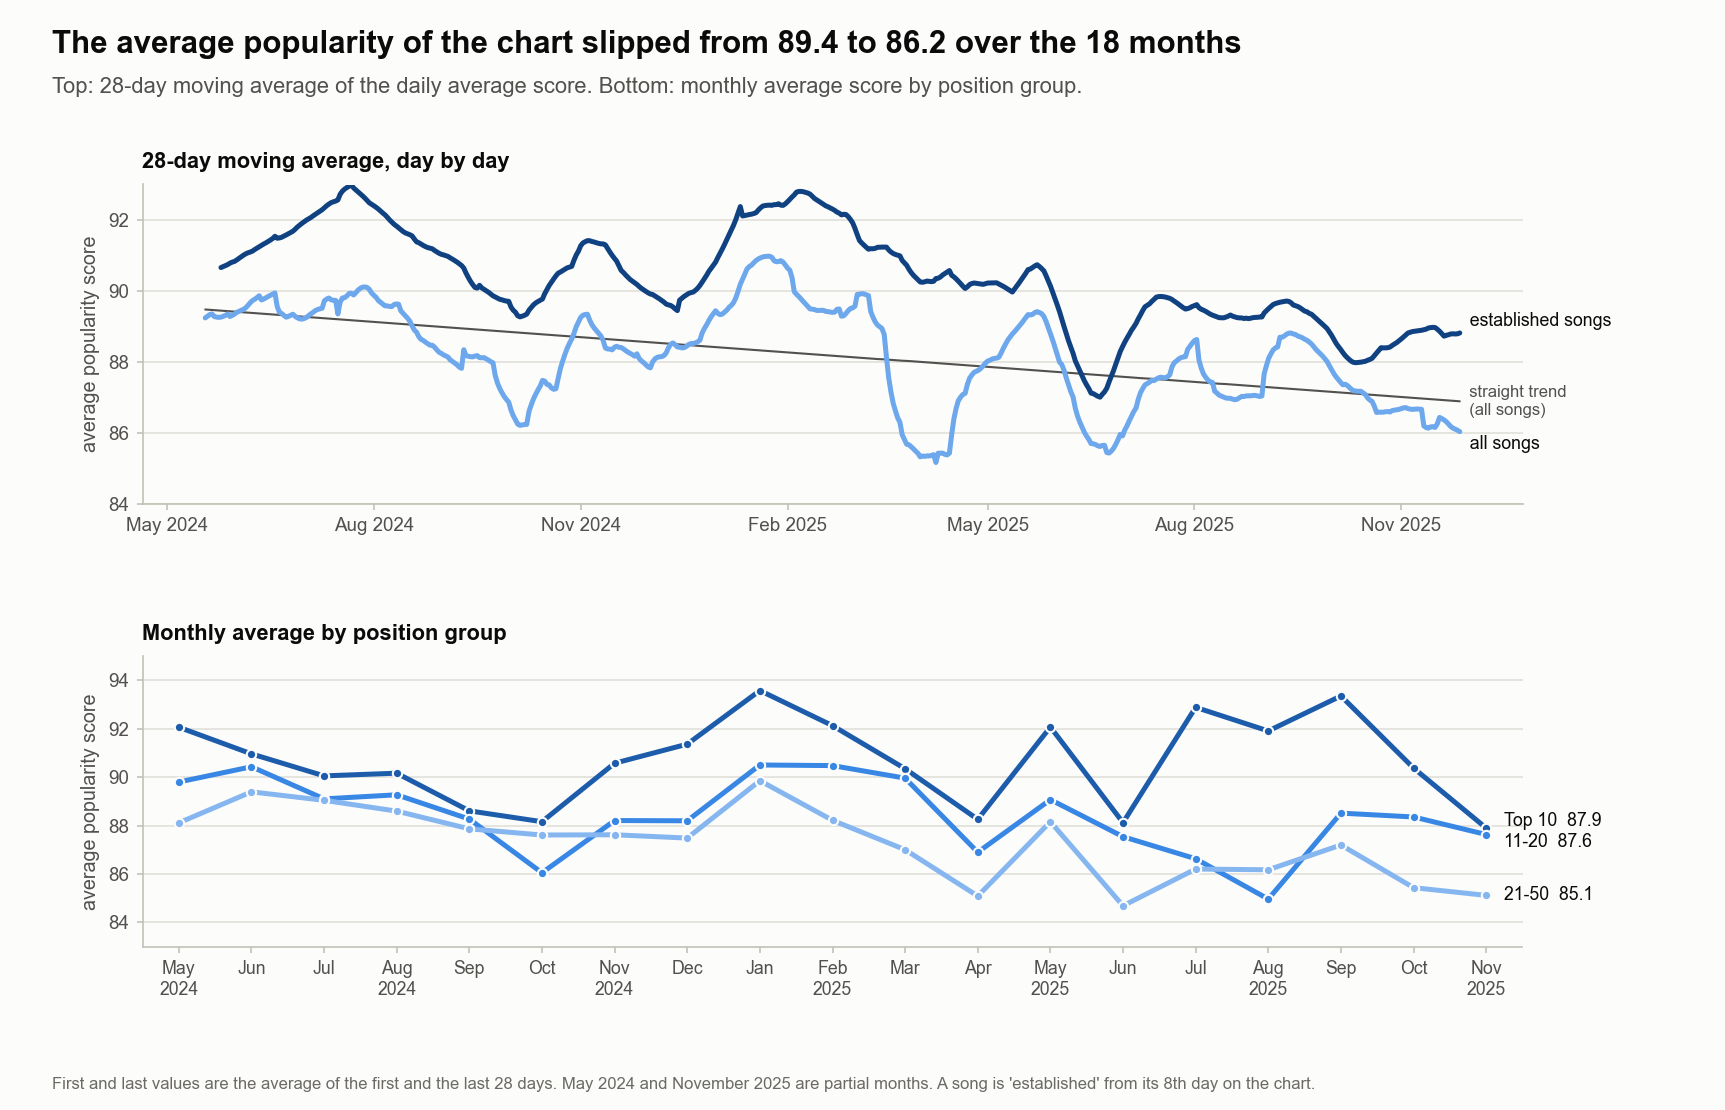 The average popularity of the chart slipped from 89.4 to 86.2 over the 18 months
Top: 28-day moving average of the daily average score. Bottom: monthly average score by position group.
28-day moving average, day by day
average popularity score
92
90
88
86
84
May 2024
Aug 2024
Nov 2024
Feb 2025
May 2025
Aug 2025
Nov 2025
established songs
straight trend
(all songs)
all songs
Monthly average by position group
average popularity score
94
92
90
88
86
84
May
2024
Jun
Jul
Aug
2024
Sep
Oct
Nov
2024
Dec
Jan
Feb
2025
Mar
Apr
May
2025
Jun
Jul
Aug
2025
Sep
Oct
Nov
2025
Top 10 87.9
11-20 87.6
21-50 85.1
First and last values are the average of the first and the last 28 days. May 2024 and November 2025 are partial months. A song is 'established' from its 8th day on the chart.